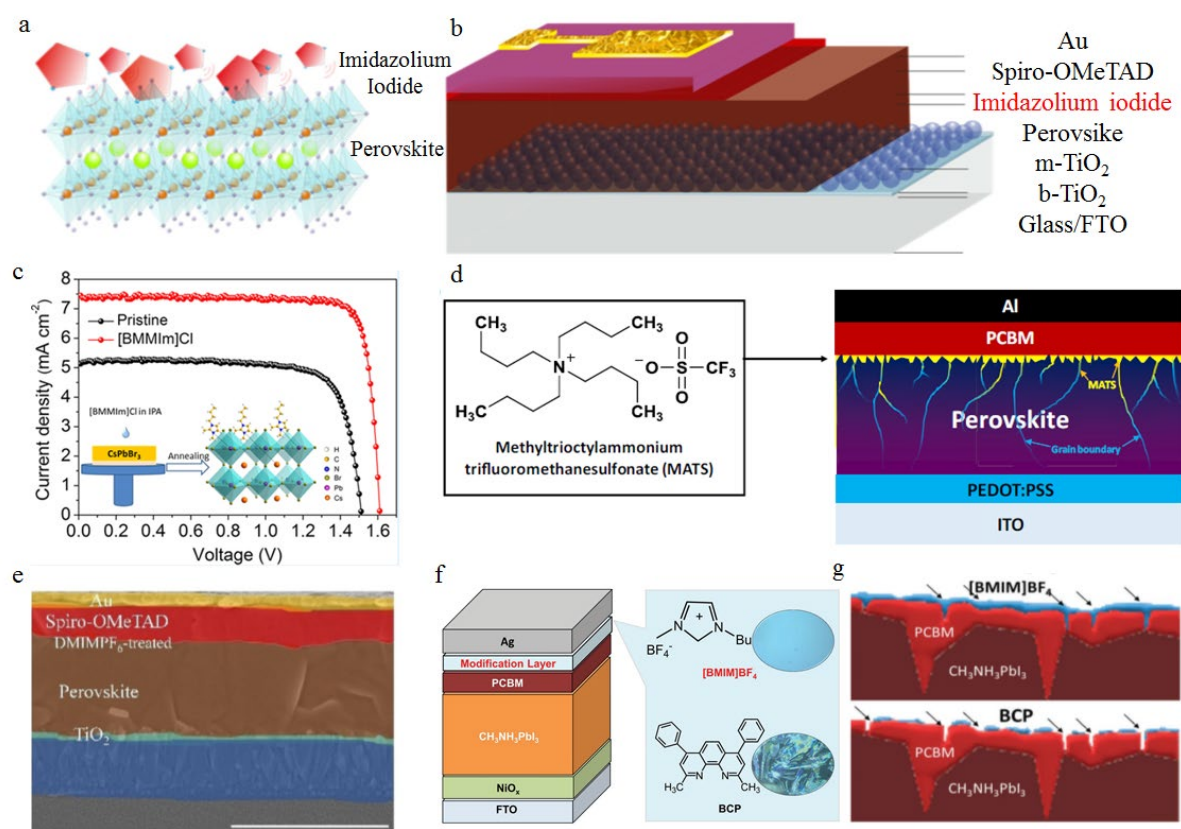 a
Imidazolium
Iodide
Perovskite
b
Au
Spiro-OMeTAD
Imidazolium iodide
Perovsike
m-TiO2
b-TiO2
Glass/FTO
c
8
7
6
5
4
3
2
1
0
Current density (mA cm-2)
Pristine
[BMMIm]Cl
[BMMIm]Cl in IPA
CsPbBr3
Annealing
H
C
N
Br
Pb
Cs
0.0 0.2 0.4 0.6 0.8 1.0 1.2 1.4 1.6
Voltage (V)
d
CH3
CH3
N
+
-
O
O
S
CF3
O
H3C
H3C
Methyltrioctylammonium
trifluoromethanesulfonate (MATS)
Al
PCBM
MATS
Perovskite
Grain boundary
PEDOT:PSS
ITO
e
Au
Spiro-OMeTAD
DMIMPF6-treated
Perovskite
TiO2
f
Ag
Modification Layer
PCBM
CH3NH3PbI3
NiOx
FTO
+
N
N
Bu
BF4-
[BMIM]BF4
N
N
CH3
CH3
BCP
g
[BMIM]BF4
PCBM
CH3NH3PbI3
BCP
PCBM
CH3NH3PbI3